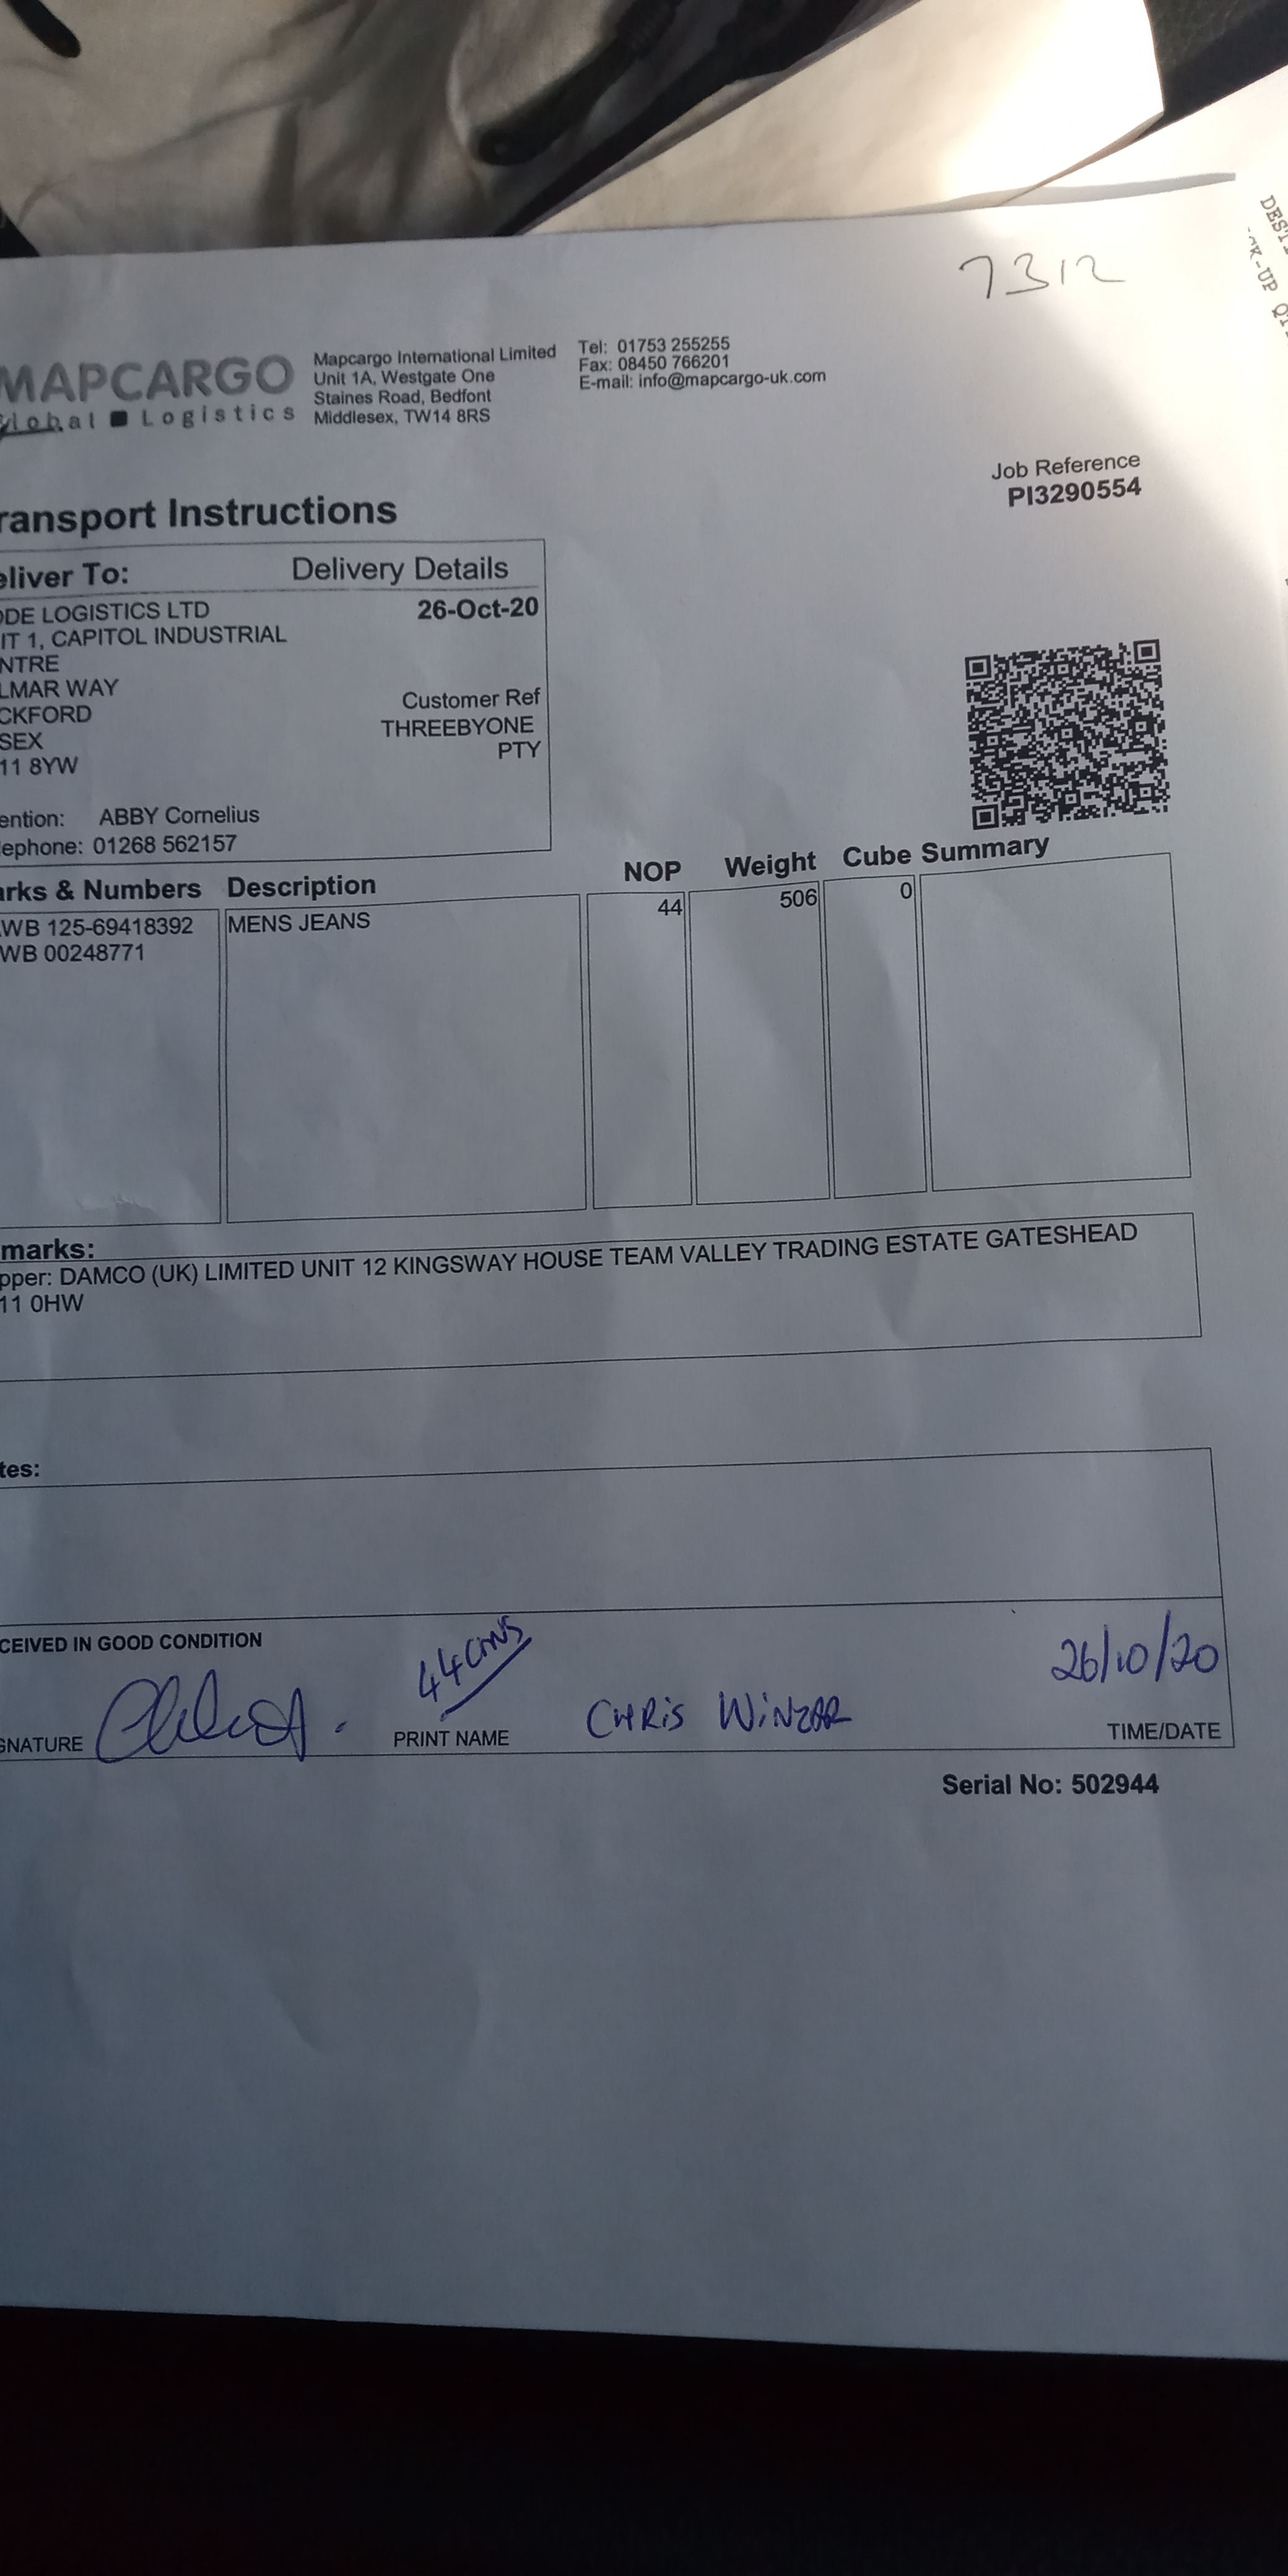 7312
MAPCARGO
Global Logistics
Mapcargo International Limited
Unit 1A, Westgate One
Staines Road, Bedfont
Middlesex, TW14 8RS
Tel: 01753 255255
Fax: 08450 766201
E-mail: info@mapcargo-uk.com
Job Reference
PI3290554
ransport Instructions
eliver To:
Delivery Details
DE LOGISTICS LTD
26-Oct-20
IT 1, CAPITOL INDUSTRIAL
NTRE
LMAR WAY
CKFORD
SEX
11 8YW
Customer Ref
THREEBYONE
PTY
ention: ABBY Cornelius
ephone: 01268 562157
arks & Numbers Description NOP Weight Cube Summary
WB 125-69418392 MENS JEANS 44 506 0
WB 00248771
marks:
pper: DAMCO (UK) LIMITED UNIT 12 KINGSWAY HOUSE TEAM VALLEY TRADING ESTATE GATESHEAD
11 0HW
tes:
CEIVED IN GOOD CONDITION
44 CTNS
26/10/20
GNATURE
PRINT NAME
CHRIS WINZAR
TIME/DATE
Serial No: 502944
DEST
CK-UP